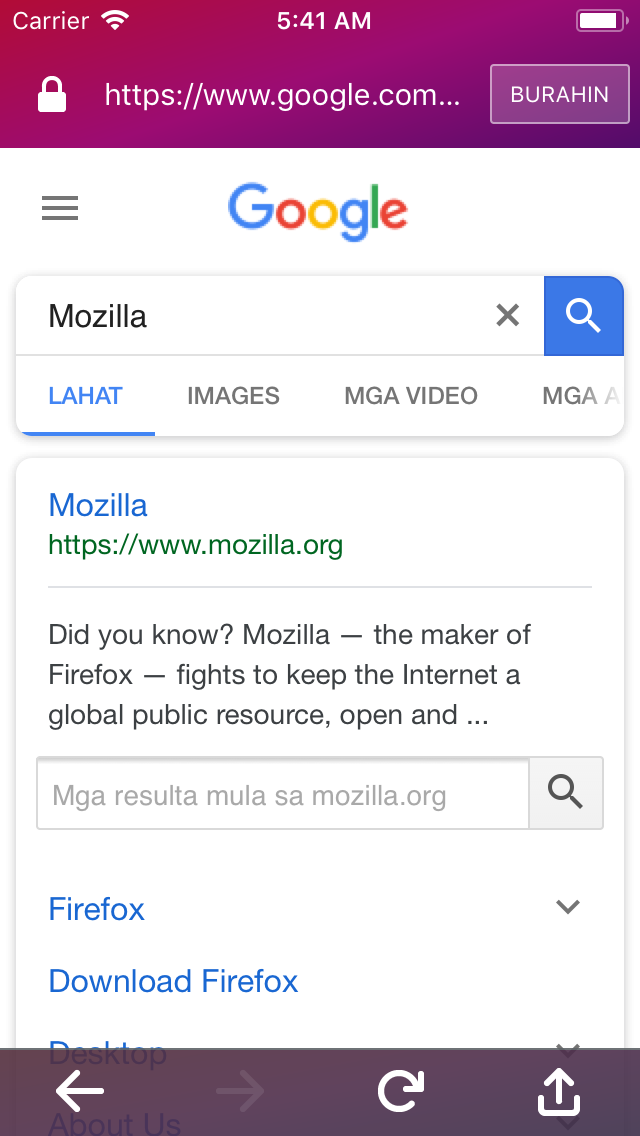 Carrier 5:41 AM
https://www.google.com... BURAHIN
Google
Mozilla
LAHAT IMAGES MGA VIDEO MGA A
Mozilla
https://www.mozilla.org
Did you know? Mozilla — the maker of
Firefox — fights to keep the Internet a
global public resource, open and ...
Mga resulta mula sa mozilla.org
Firefox
Download Firefox
Desktop
About Us